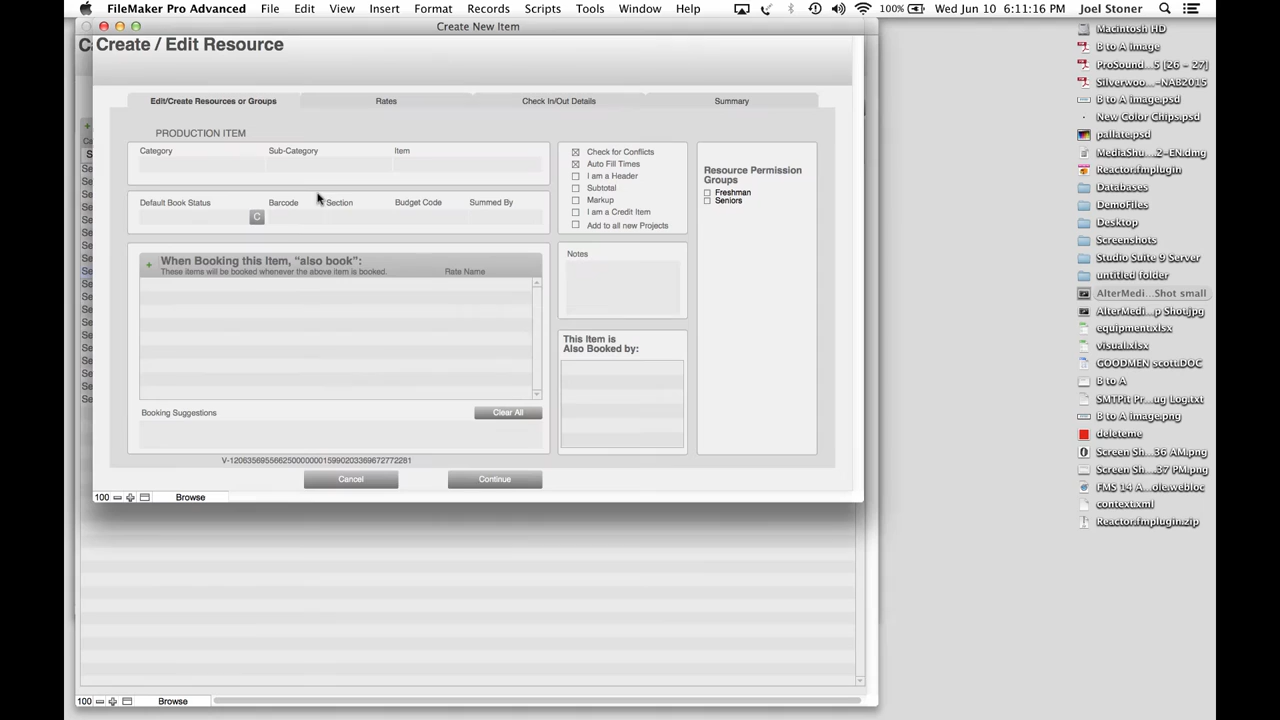 FileMaker Pro Advanced File Edit View Insert Format Records Scripts Tools Window Help 100% Wed Jun 10 6:11:16 PM Joel Stoner
Create New Item
Create / Edit Resource
Edit/Create Resources or Groups Rates Check In/Out Details Summary
PRODUCTION ITEM
Category Sub-Category Item
Default Book Status Barcode Section Budget Code Summed By
C
When Booking this Item, “also book”:
These items will be booked whenever the above item is booked. Rate Name
Booking Suggestions Clear All
Check for Conflicts
Auto Fill Times
I am a Header
Subtotal
Markup
I am a Credit Item
Add to all new Projects
Notes
This Item is
Also Booked by:
Resource Permission
Groups
Freshman
Seniors
Cancel Continue
100 Browse
100 Browse
Macintosh HD
B to A image
ProSound...5 [26 - 27]
Silverwoo...-NAB2015
B to A image.psd
New Color Chips.psd
pallate.psd
MediaShu...2-EN.dmg
Reactor.fmplugin
Databases
DemoFiles
Desktop
Screenshots
Studio Suite 9 Server
untitled folder
AlterMedi...Shot small
AlterMedi...p Shot.jpg
equipment.xlsx
visual.xlsx
GOODMEN scott.DOC
B to A
SMTPit Pr...ug Log.txt
B to A image.png
deleteme
Screen Sh...36 AM.png
Screen Sh...37 PM.png
FMS 14 A...ole.webloc
context.xml
Reactor.fmplugin.zip